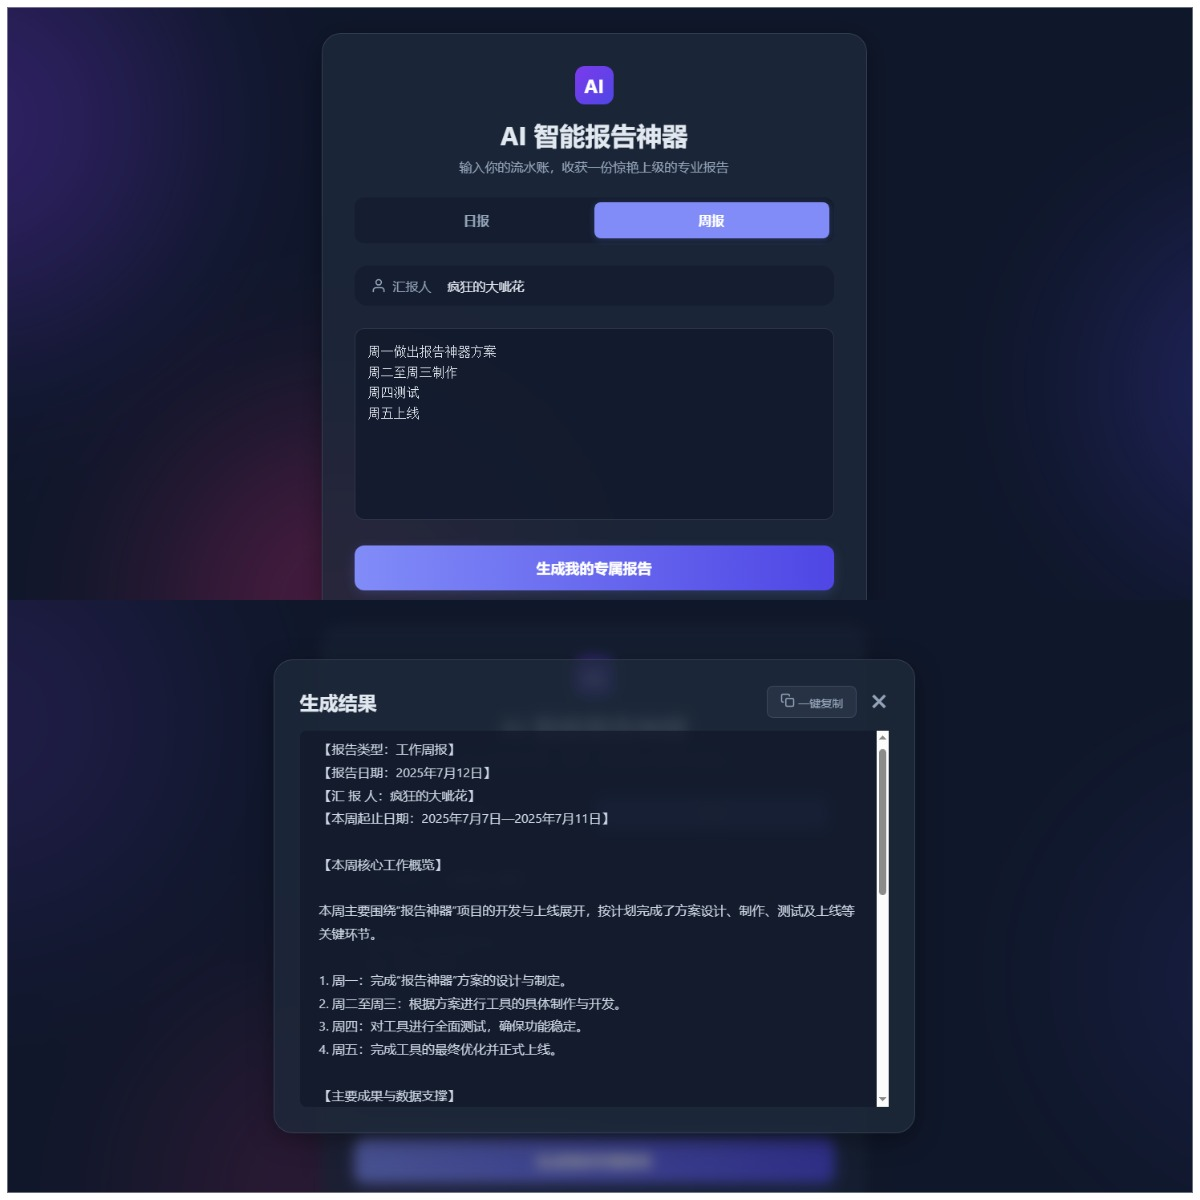 AI
AI 智能报告神器
输入你的流水账，收获一份惊艳上级的专业报告
日报 周报
汇报人 疯狂的大呲花
周一做出报告神器方案
周二至周三制作
周四测试
周五上线
生成我的专属报告
生成结果 一键复制 ✕
【报告类型：工作周报】
【报告日期：2025年7月12日】
【汇 报 人：疯狂的大呲花】
【本周起止日期：2025年7月7日—2025年7月11日】
【本周核心工作概览】
本周主要围绕“报告神器”项目的开发与上线展开，按计划完成了方案设计、制作、测试及上线等
关键环节。
1. 周一：完成“报告神器”方案的设计与制定。
2. 周二至周三：根据方案进行工具的具体制作与开发。
3. 周四：对工具进行全面测试，确保功能稳定。
4. 周五：完成工具的最终优化并正式上线。
【主要成果与数据支撑】